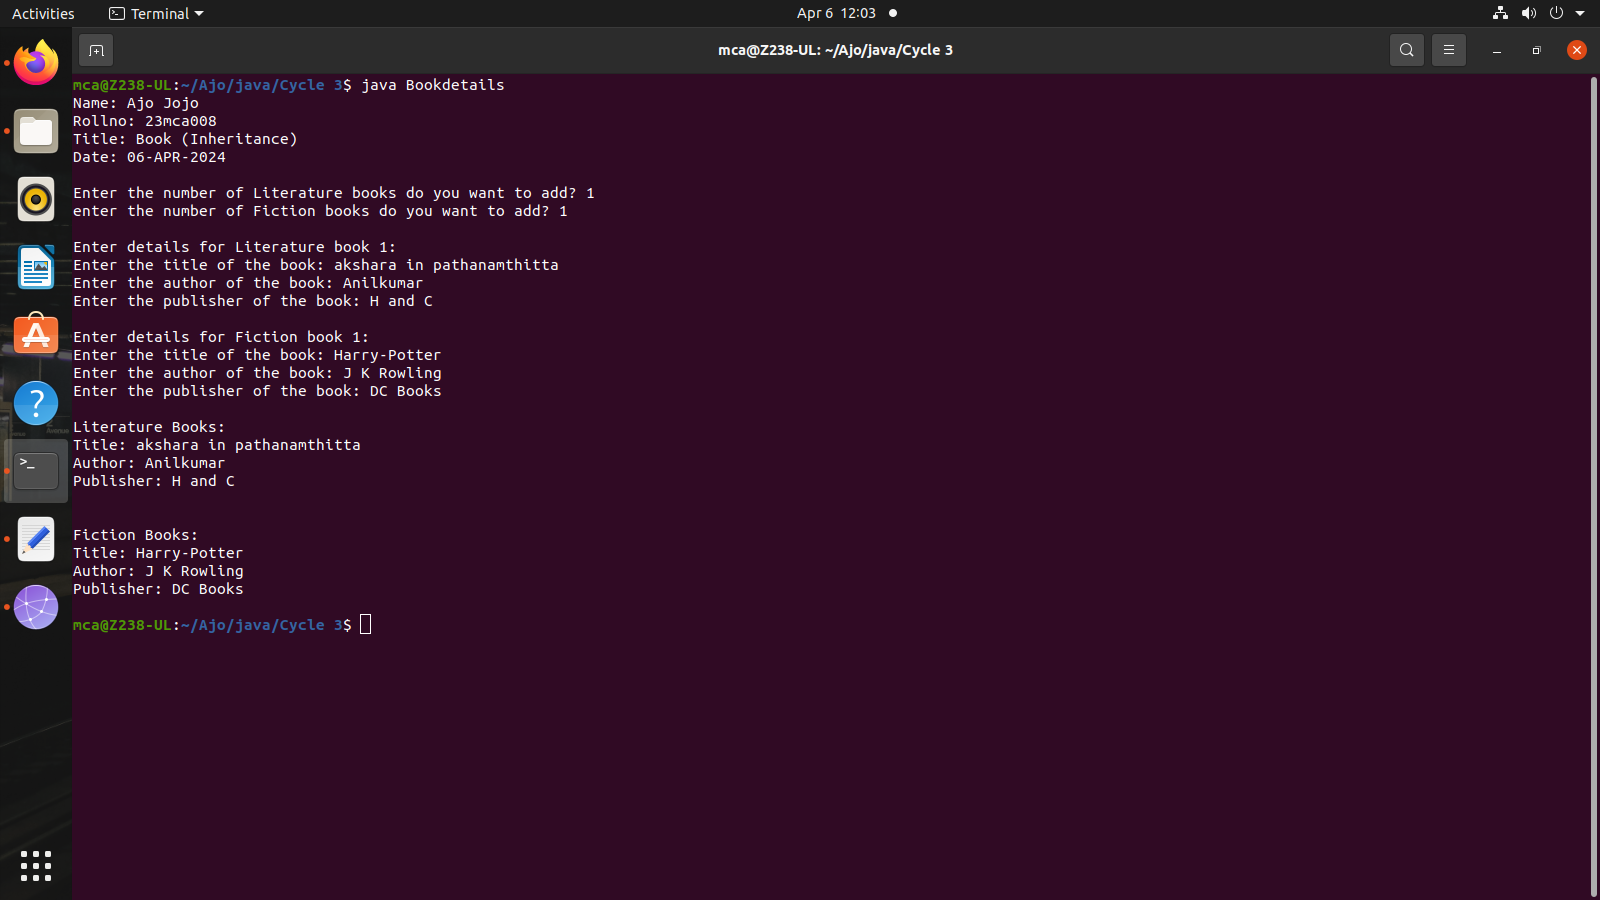 Activities
Terminal
Apr 6 12:03
mca@Z238-UL: ~/Ajo/java/Cycle 3
mca@Z238-UL:~/Ajo/java/Cycle 3$ java Bookdetails
Name: Ajo Jojo
Rollno: 23mca008
Title: Book (Inheritance)
Date: 06-APR-2024
Enter the number of Literature books do you want to add? 1
enter the number of Fiction books do you want to add? 1
Enter details for Literature book 1:
Enter the title of the book: akshara in pathanamthitta
Enter the author of the book: Anilkumar
Enter the publisher of the book: H and C
Enter details for Fiction book 1:
Enter the title of the book: Harry-Potter
Enter the author of the book: J K Rowling
Enter the publisher of the book: DC Books
Literature Books:
Title: akshara in pathanamthitta
Author: Anilkumar
Publisher: H and C
Fiction Books:
Title: Harry-Potter
Author: J K Rowling
Publisher: DC Books
mca@Z238-UL:~/Ajo/java/Cycle 3$